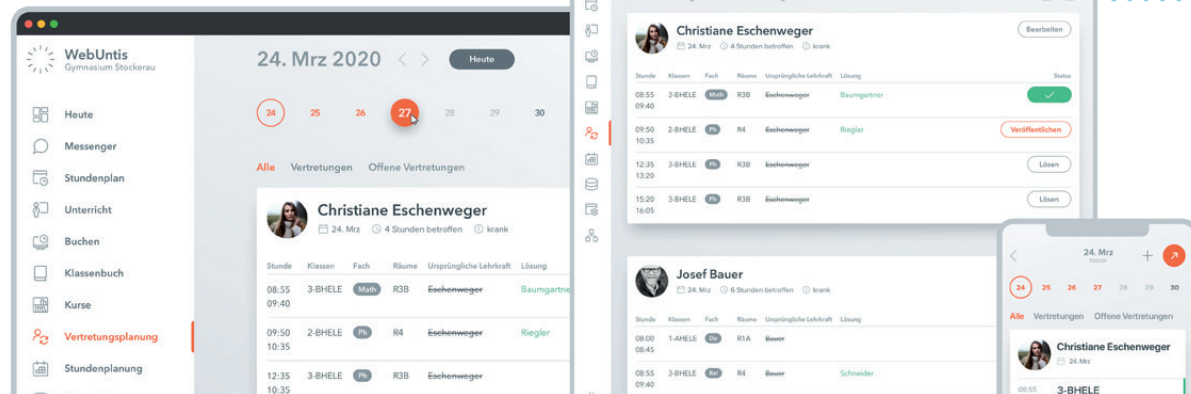 WebUntis
Gymnasium Stockerau
Heute
Messenger
Stundenplan
Unterricht
Buchen
Klassenbuch
Kurse
Vertretungsplanung
Stundenplanung
24. Mrz 2020 < > Heute
24 25 26 27 28 29 30
Alle Vertretungen Offene Vertretungen
Christiane Eschenweger
24. Mrz 4 Stunden betroffen krank
Stunde Klassen Fach Räume Ursprüngliche Lehrkraft Lösung
08:55 3-BHELE Math R3B Eschenweger Baumgartne
09:40
09:50 2-BHELE Ph R4 Eschenweger Riegler
10:35
12:35 3-BHELE Ph R3B Eschenweger
10:35
Christiane Eschenweger Bearbeiten
24. Mrz 4 Stunden betroffen krank
Stunde Klassen Fach Räume Ursprüngliche Lehrkraft Lösung Status
08:55 3-BHELE Math R3B Eschenweger Baumgartner
09:40
09:50 2-BHELE Ph R4 Eschenweger Riegler Veröffentlichen
10:35
12:35 3-BHELE Ph R3B Eschenweger Lösen
13:20
15:20 3-BHELE Ph R3B Eschenweger Lösen
16:05
Josef Bauer
24. Mrz 6 Stunden betroffen krank
Stunde Klassen Fach Räume Ursprüngliche Lehrkraft Lösung
08:00 1-AHELE De R1A Bauer
08:45
08:55 3-BHELE Rel R4 Bauer Schneider
09:40
24. Mrz
TODAY
24 25 26 27 28 29 30
Alle Vertretungen Offene Vertretungen
Christiane Eschenweger
24. Mrz
08:55 3-BHELE